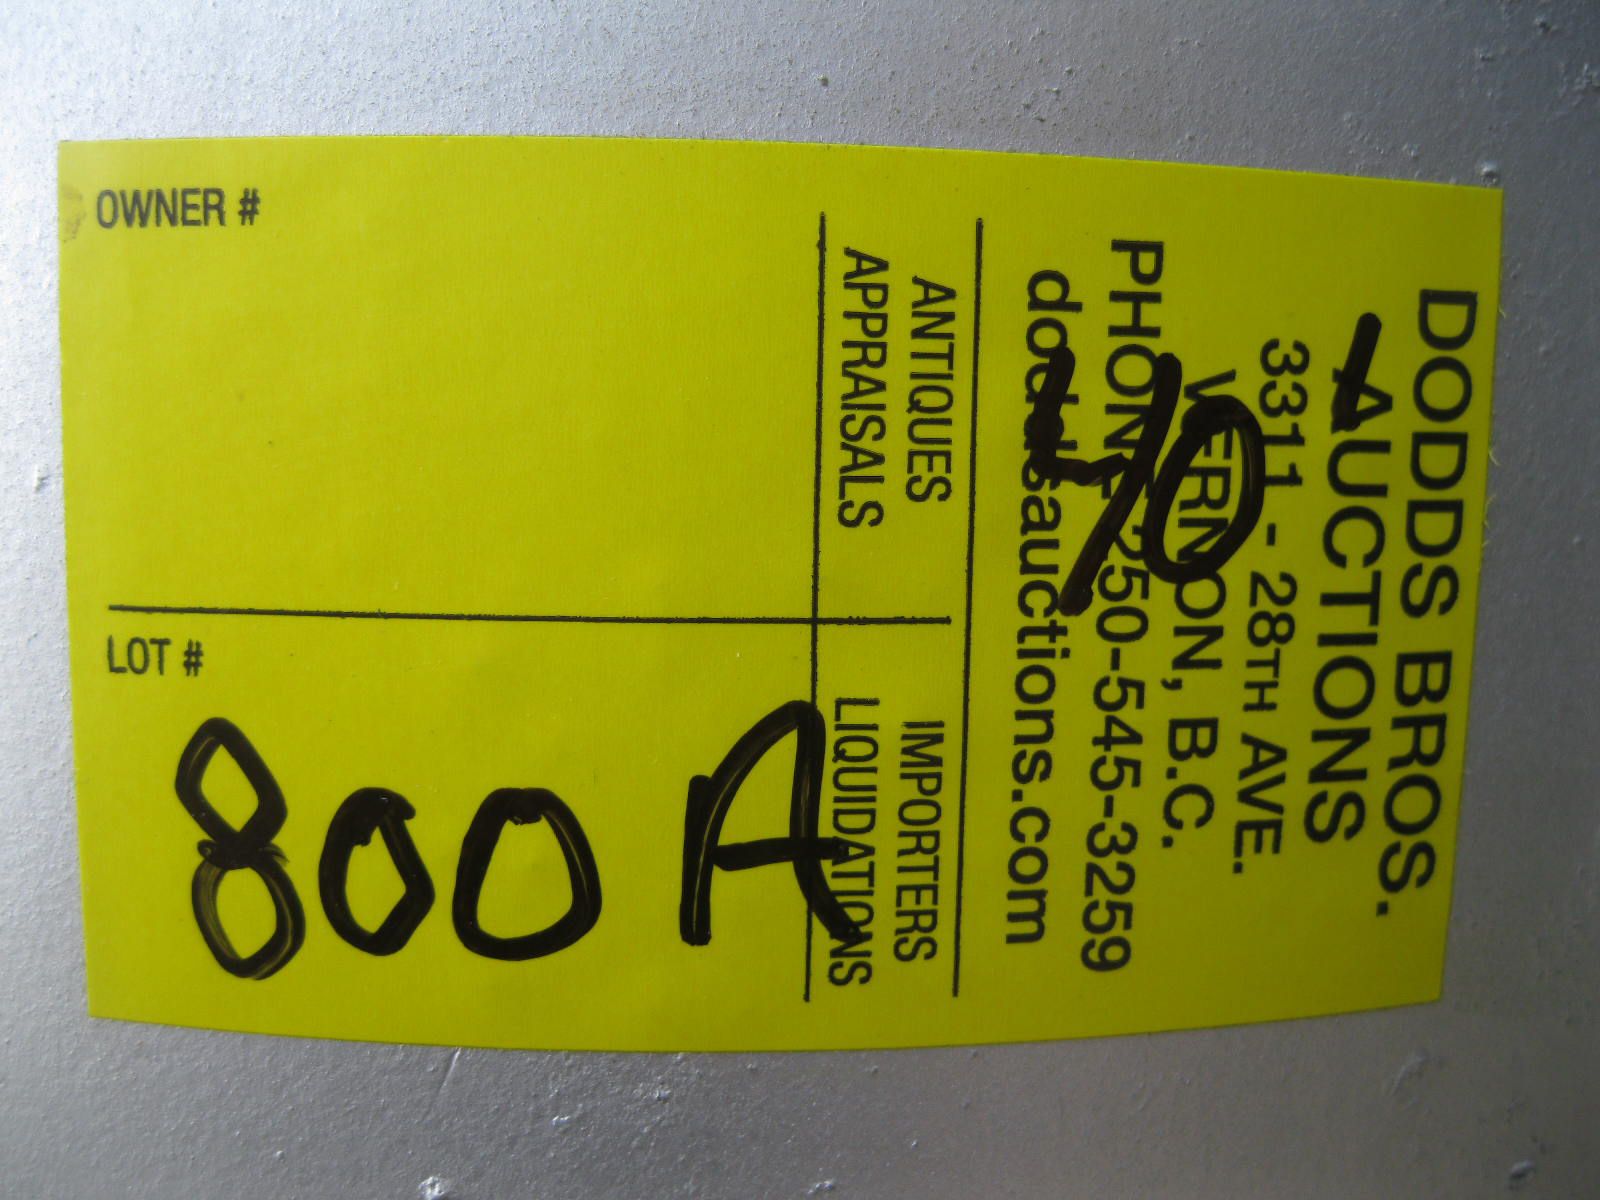 DODDS BROS.
AUCTIONS
3311 - 28TH AVE.
VERNON, B.C.
PHONE 250-545-3259
doddsauctions.com
40
ANTIQUES
APPRAISALS
IMPORTERS
LIQUIDATIONS
OWNER #
LOT #
800A